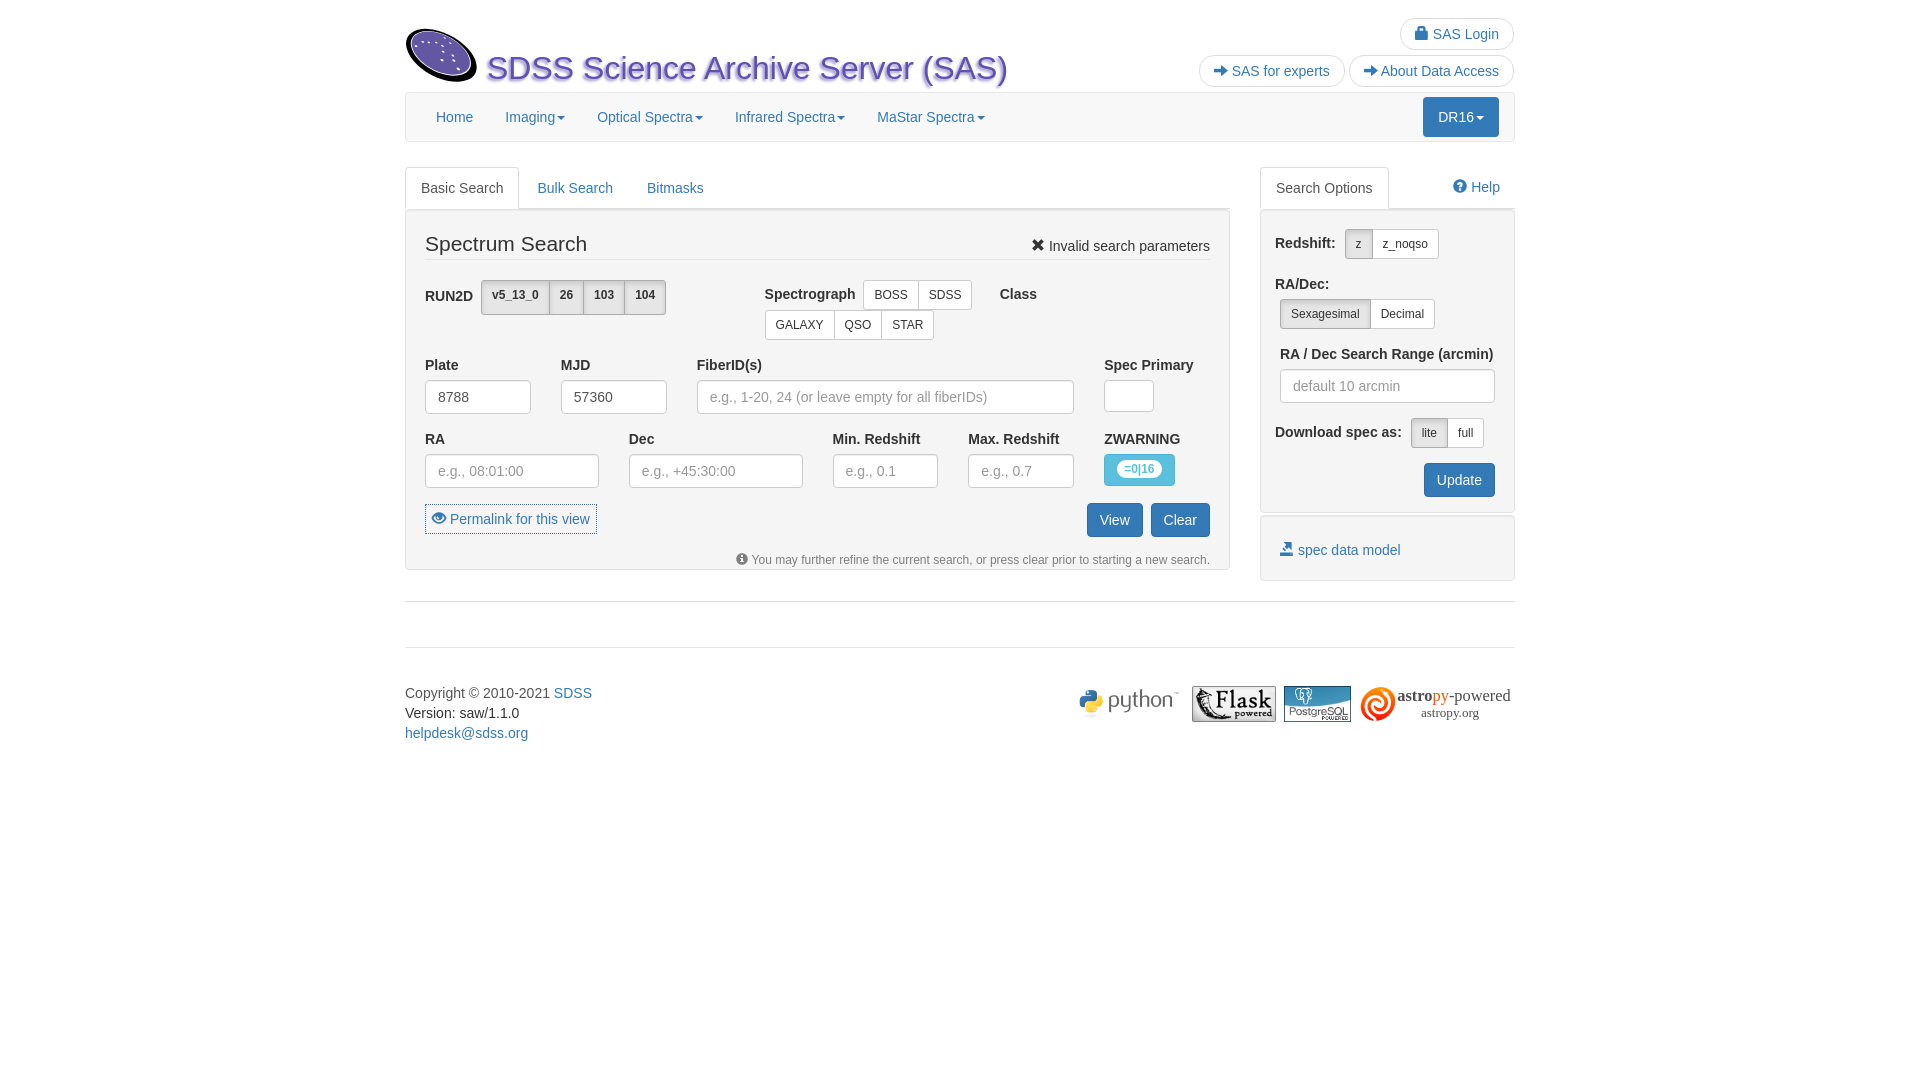 SAS Login
SDSS Science Archive Server (SAS)
SAS for experts
About Data Access
Home
Imaging
Optical Spectra
Infrared Spectra
MaStar Spectra
DR16
Basic Search
Bulk Search
Bitmasks
Search Options
Help
Spectrum Search
Invalid search parameters
RUN2D v5_13_0 26 103 104
Spectrograph BOSS SDSS
Class
GALAXY QSO STAR
Plate
MJD
FiberID(s)
Spec Primary
8788
57360
e.g., 1-20, 24 (or leave empty for all fiberIDs)
RA
Dec
Min. Redshift
Max. Redshift
ZWARNING
e.g., 08:01:00
e.g., +45:30:00
e.g., 0.1
e.g., 0.7
=0|16
Permalink for this view
View
Clear
You may further refine the current search, or press clear prior to starting a new search.
Redshift: z z_noqso
RA/Dec:
Sexagesimal Decimal
RA / Dec Search Range (arcmin)
default 10 arcmin
Download spec as: lite full
Update
spec data model
Copyright © 2010-2021 SDSS
Version: saw/1.1.0
helpdesk@sdss.org
python™
Flask
powered
PostgreSQL
POWERED
astropy-powered
astropy.org